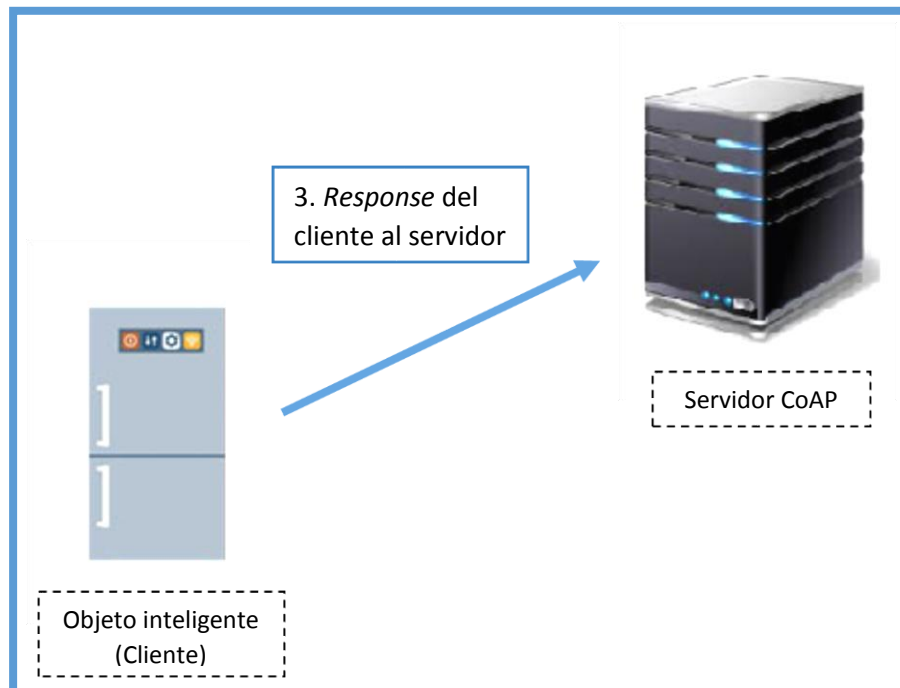 3. Response del
cliente al servidor
Servidor CoAP
Objeto inteligente
(Cliente)